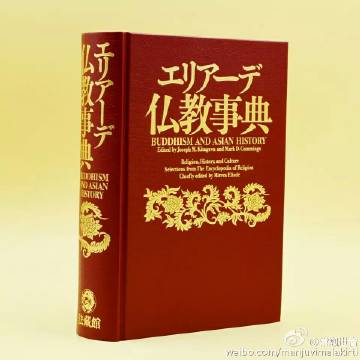 エリアーデ
仏教事典
BUDDHISM AND ASIAN HISTORY
Edited by Joseph M. Kitagawa and Mark D. Cummings
Religion, History, and Culture
Selections from The Encyclopedia of Religion
Chiefly edited by Mircea Eliade
エリアーデ
仏教事典
BUDDHISM
AND ASIAN
HISTORY
法藏館
weibo.com/manjuvimalakirti